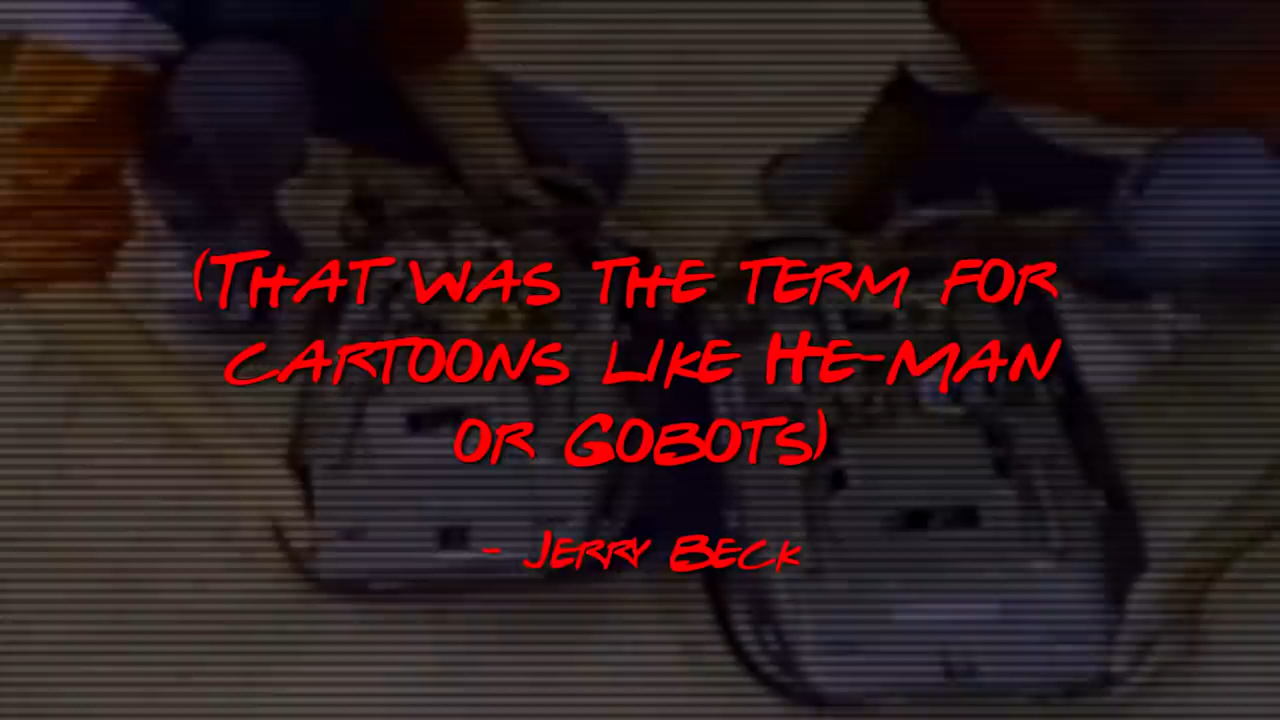 (That was the term for
cartoons like He-Man
or Gobots)
- Jerry Beck